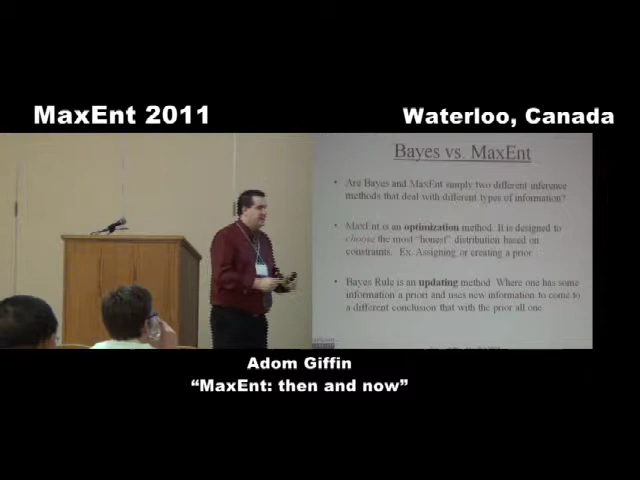 MaxEnt 2011
Waterloo, Canada
Bayes vs. MaxEnt
• Are Bayes and MaxEnt simply two different inference
methods that deal with different types of information?
• MaxEnt is an optimization method. It is designed to
choose the most "honest" distribution based on
constraints. Ex. Assigning or creating a prior
• Bayes Rule is an updating method. Where one has some
information a priori and uses new information to come to
a different conclusion that with the prior all one
Adom Giffin
“MaxEnt: then and now”